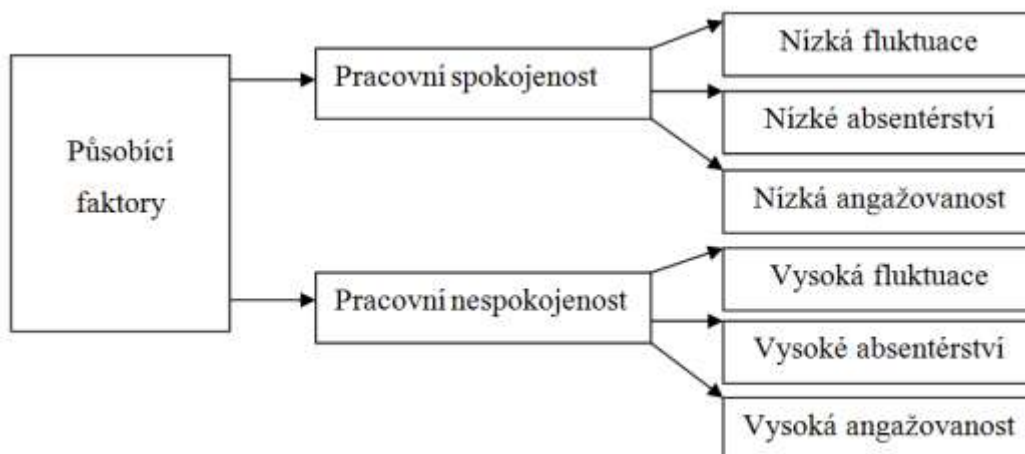 Působící
faktory
Pracovní spokojenost
Nízká fluktuace
Nízké absentérství
Nízká angažovanost
Pracovní nespokojenost
Vysoká fluktuace
Vysoké absentérství
Vysoká angažovanost